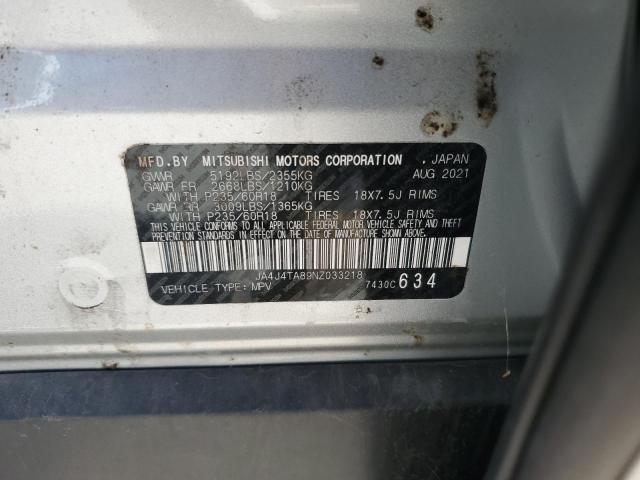 MFD.BY MITSUBISHI MOTORS CORPORATION , JAPAN
GVWR 5192LBS/2355KG AUG 2021
GAWR FR 2668LBS/1210KG
WITH P235/60R18 TIRES 18X7.5J RIMS
GAWR RR 3009LBS/1365KG
WITH P235/60R18 TIRES 18X7.5J RIMS
THIS VEHICLE CONFORMS TO ALL APPLICABLE
FEDERAL MOTOR VEHICLE SAFETY AND
THEFT PREVENTION STANDARDS IN EFFECT
ON THE DATE OF MANUFACTURE SHOWN ABOVE.
JA4J4TA89NZ033218
VEHICLE TYPE: MPV 7430C 634